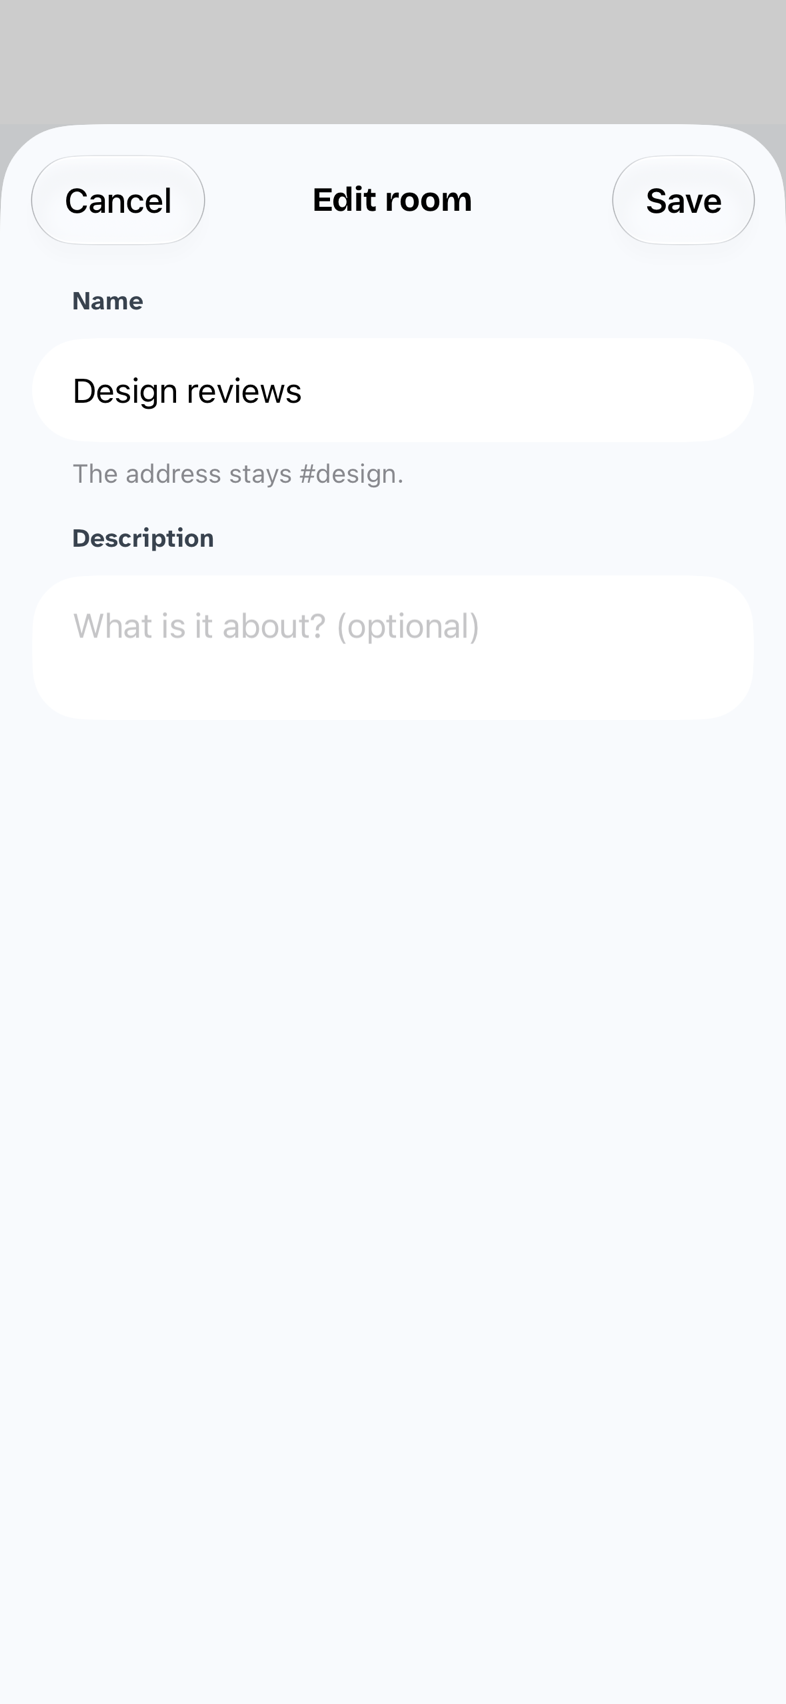 Cancel
Edit room
Save
Name
Design reviews
The address stays #design.
Description
What is it about? (optional)